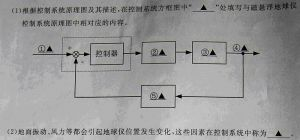 (1)根据控制系统原理图及其描述,在控制系统方框图中“ ▲ ”处填写与磁悬浮地球仪
控制系统原理图中相对应的内容。
①▲
控制器
②▲
③▲
④▲
⑤▲
(2)地面振动、风力等都会引起地球仪位置发生变化,这些因素在控制系统中称为 ▲ 。